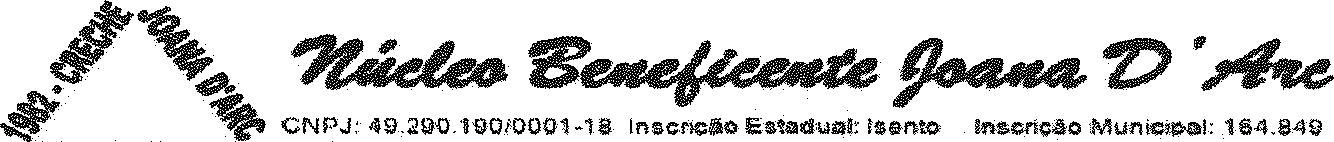 1982 - CRECHE JOANA D'ARC
Núcleo Beneficente Joana D'Arc
CNPJ: 49.290.190/0001-18 Inscrição Estadual: Isento Inscrição Municipal: 164.849